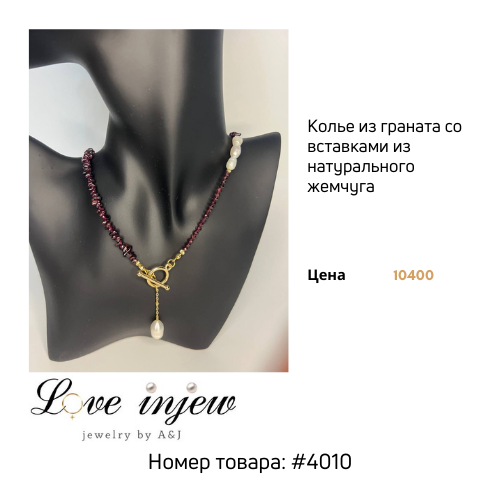 Колье из граната со
вставками из
натурального
жемчуга
Цена 10400
Love injew
jewelry by A&J
Номер товара: #4010